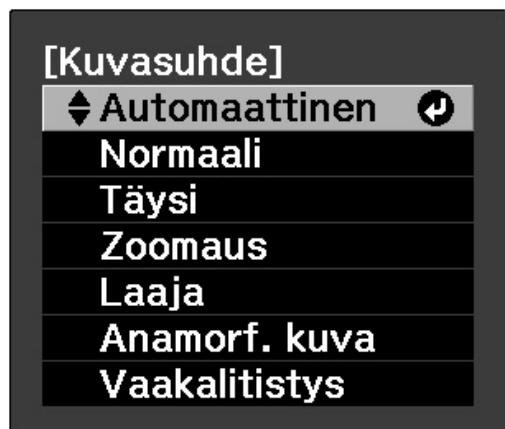 [Kuvasuhde]
Automaattinen
Normaali
Täysi
Zoomaus
Laaja
Anamorf. kuva
Vaakalitistys